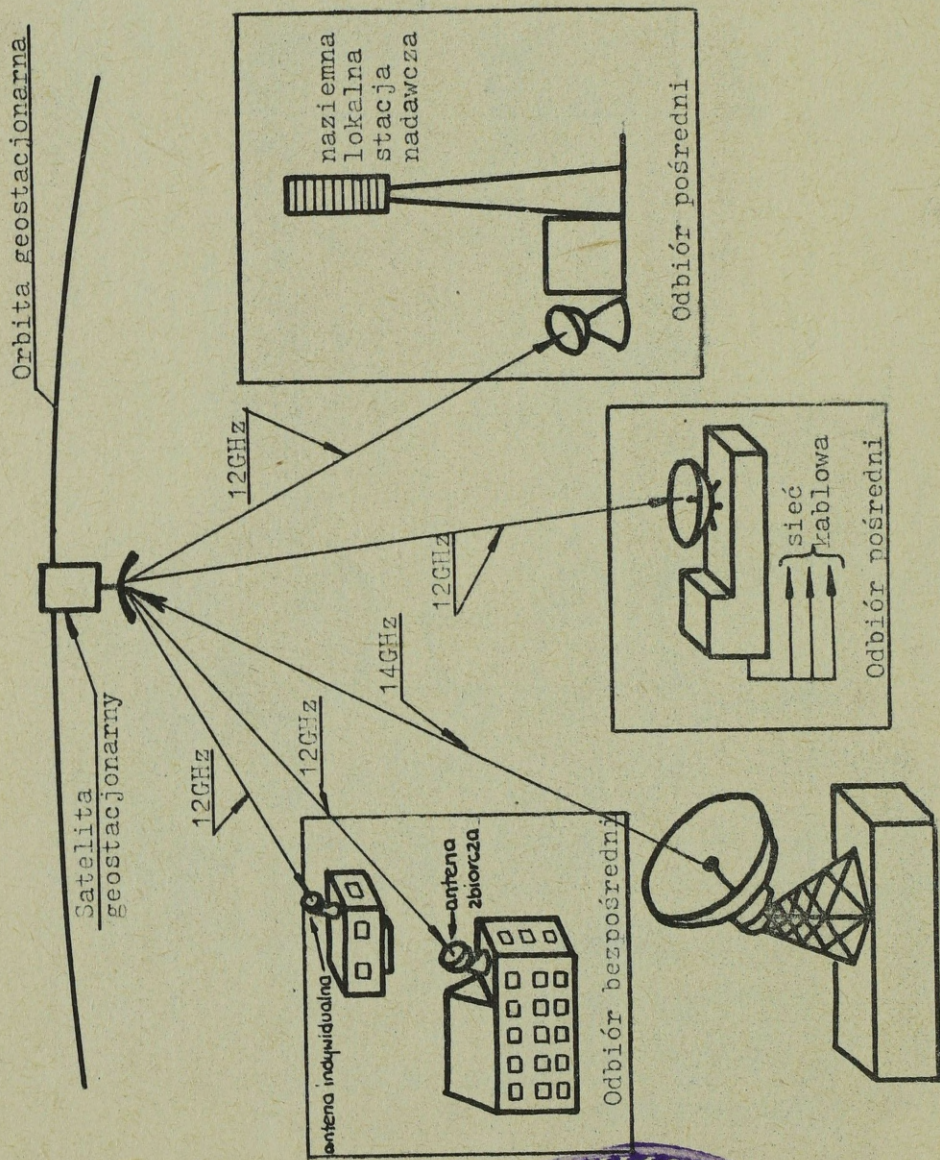 Orbita geostacjonarna
Satelita
geostacjonarny
12GHz
12GHz
14GHz
12GHz
12GHz
antena indywidualna
antena
zbiorcza
Odbiór bezpośredni
sieć
kablowa
Odbiór pośredni
naziemna
lokalna
stacja
nadawcza
Odbiór pośredni